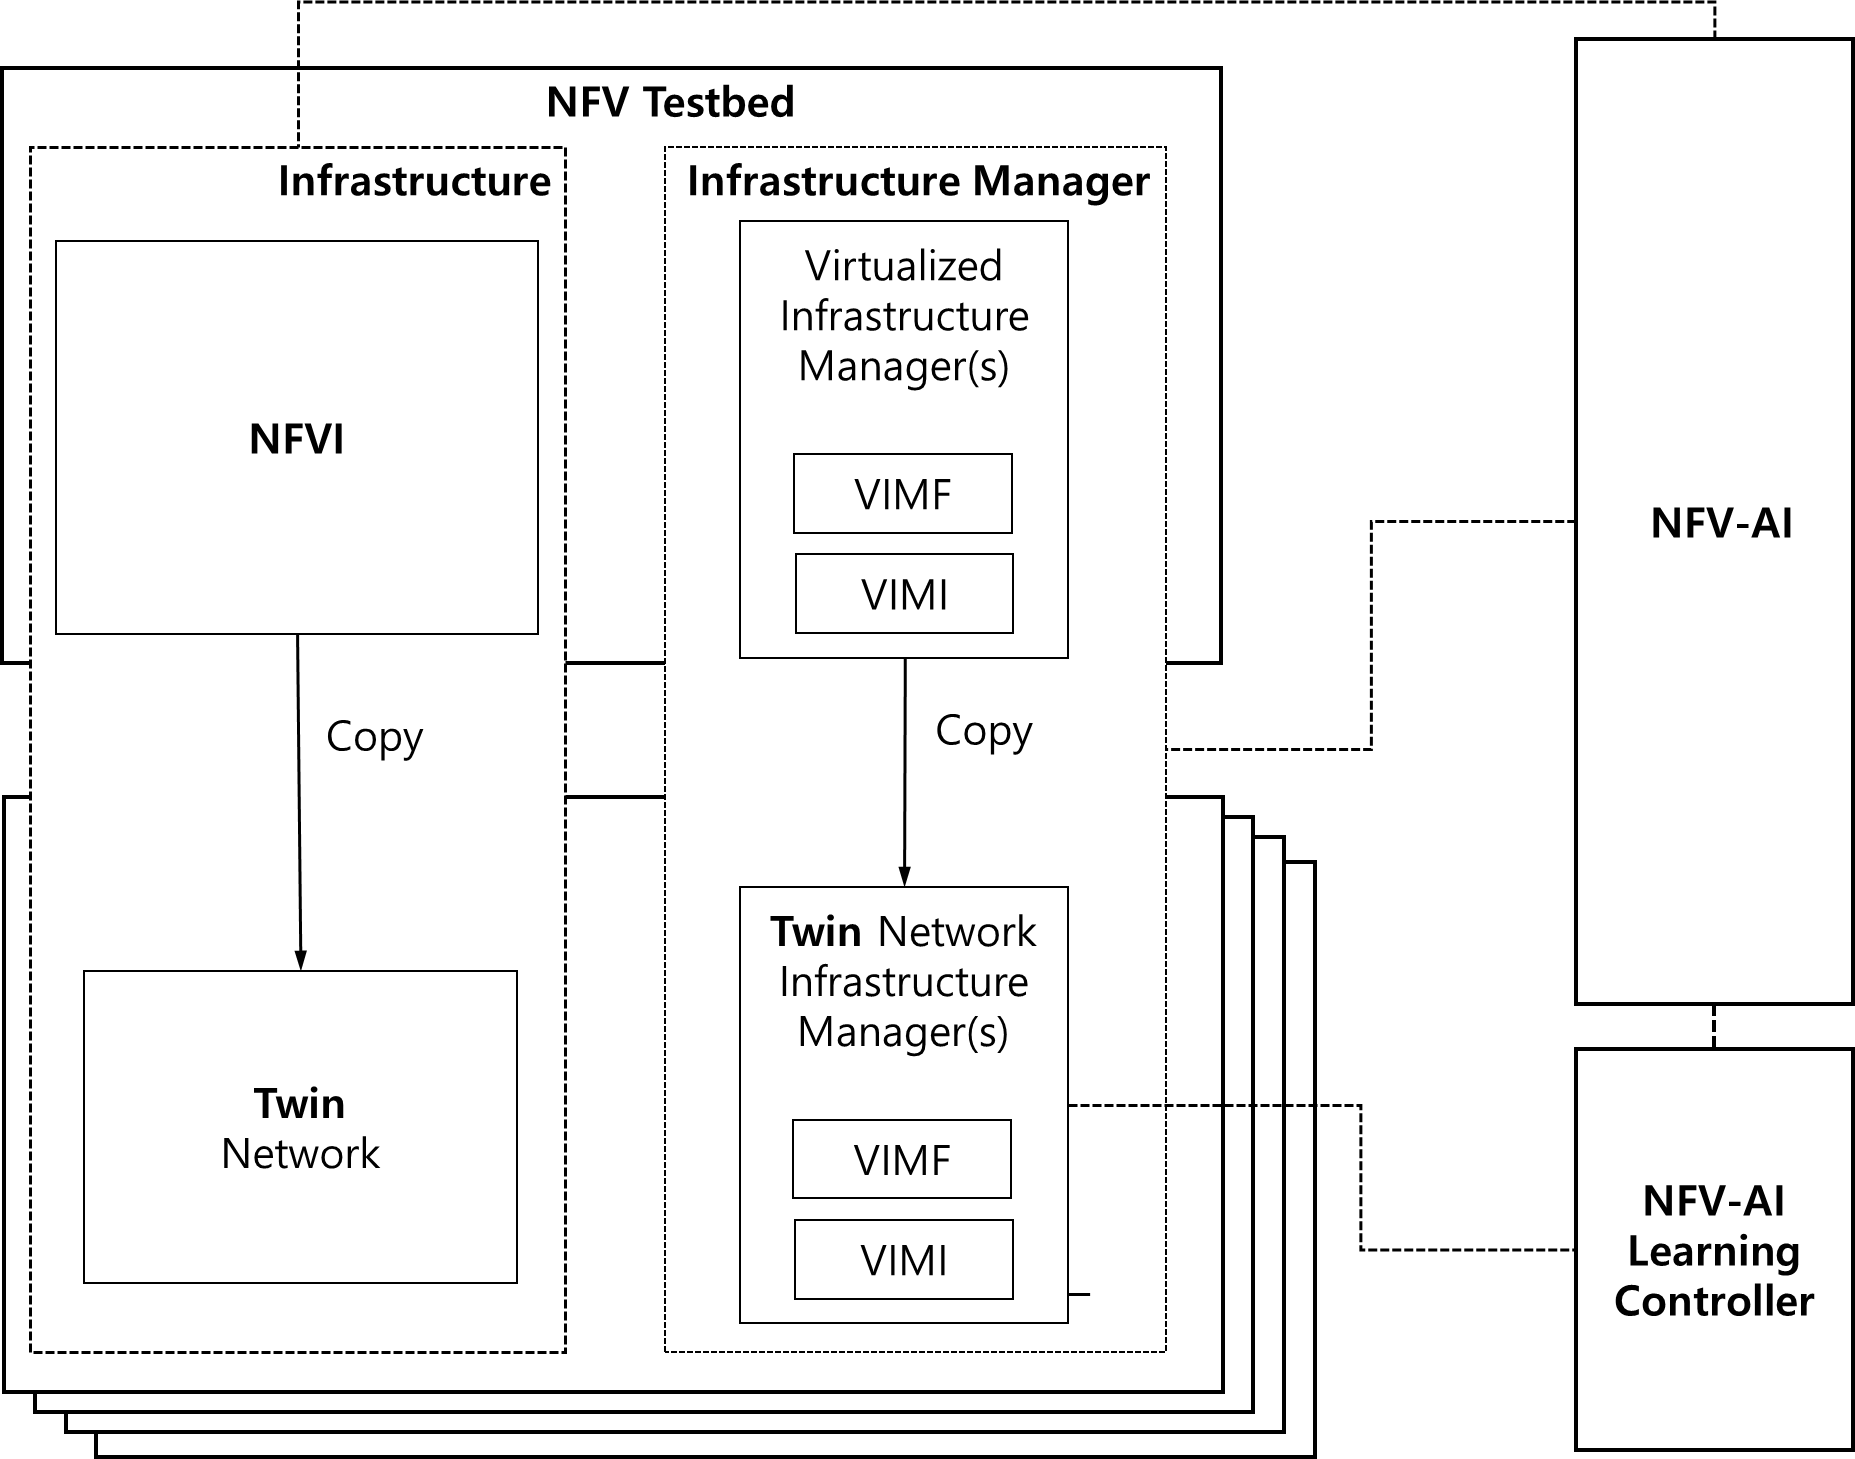 NFV Testbed
Infrastructure
Infrastructure Manager
NFVI
Virtualized
Infrastructure
Manager(s)
VIMF
VIMI
Copy
Copy
Twin
Network
Twin Network
Infrastructure
Manager(s)
VIMF
VIMI
NFV-AI
NFV-AI
Learning
Controller